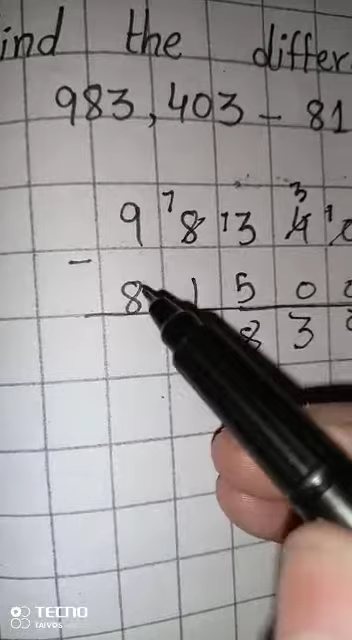 ind the differ
983,403 - 81
3
9 7 8 13 4 1
- 8 1 5 0 0
8 3
TECNO